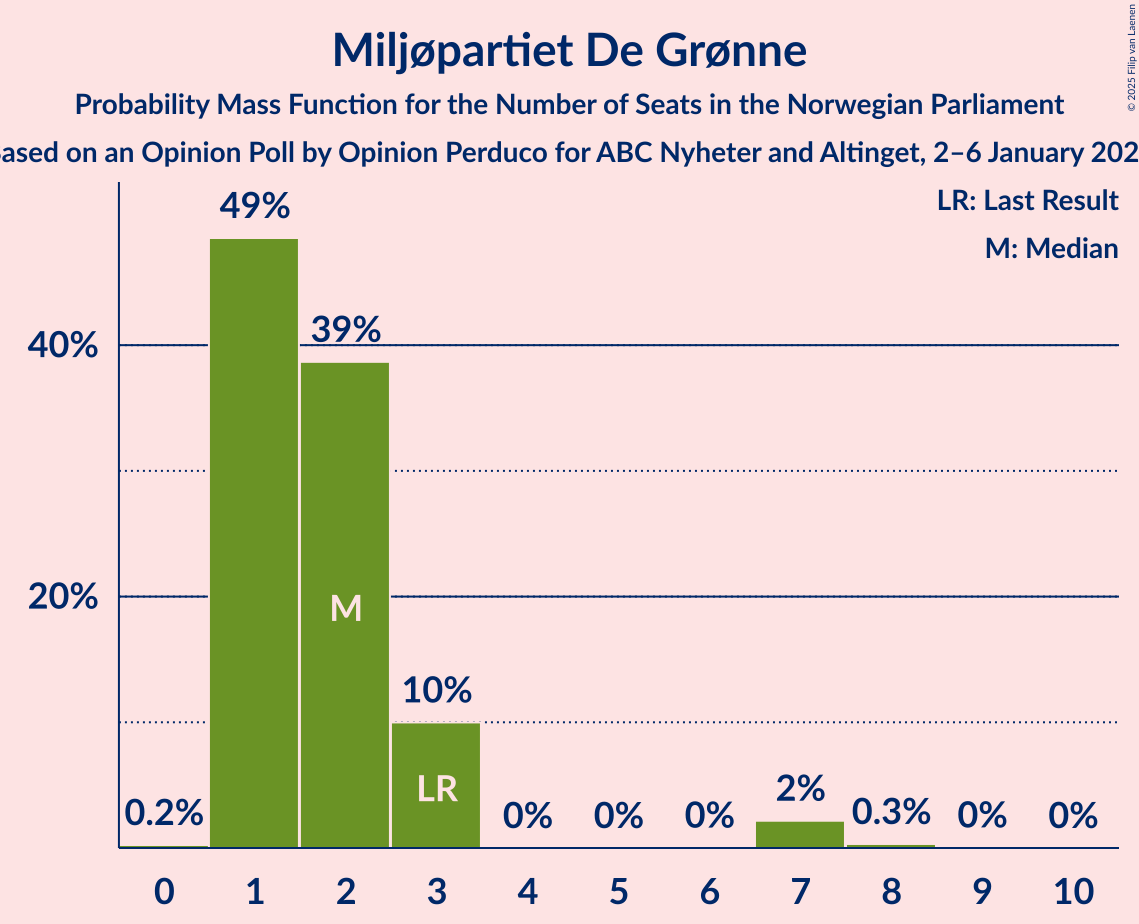 Miljøpartiet De Grønne
Probability Mass Function for the Number of Seats in the Norwegian Parliament
on an Opinion Poll by Opinion Perduco for ABC Nyheter and Altinget, 2–6 January
LR: Last Result
M: Median
© 2025 Filip van Laenen
40%
20%
0.2%
49%
39%
10%
0%
0%
0%
2%
0.3%
0%
0%
M
LR
0 1 2 3 4 5 6 7 8 9 10